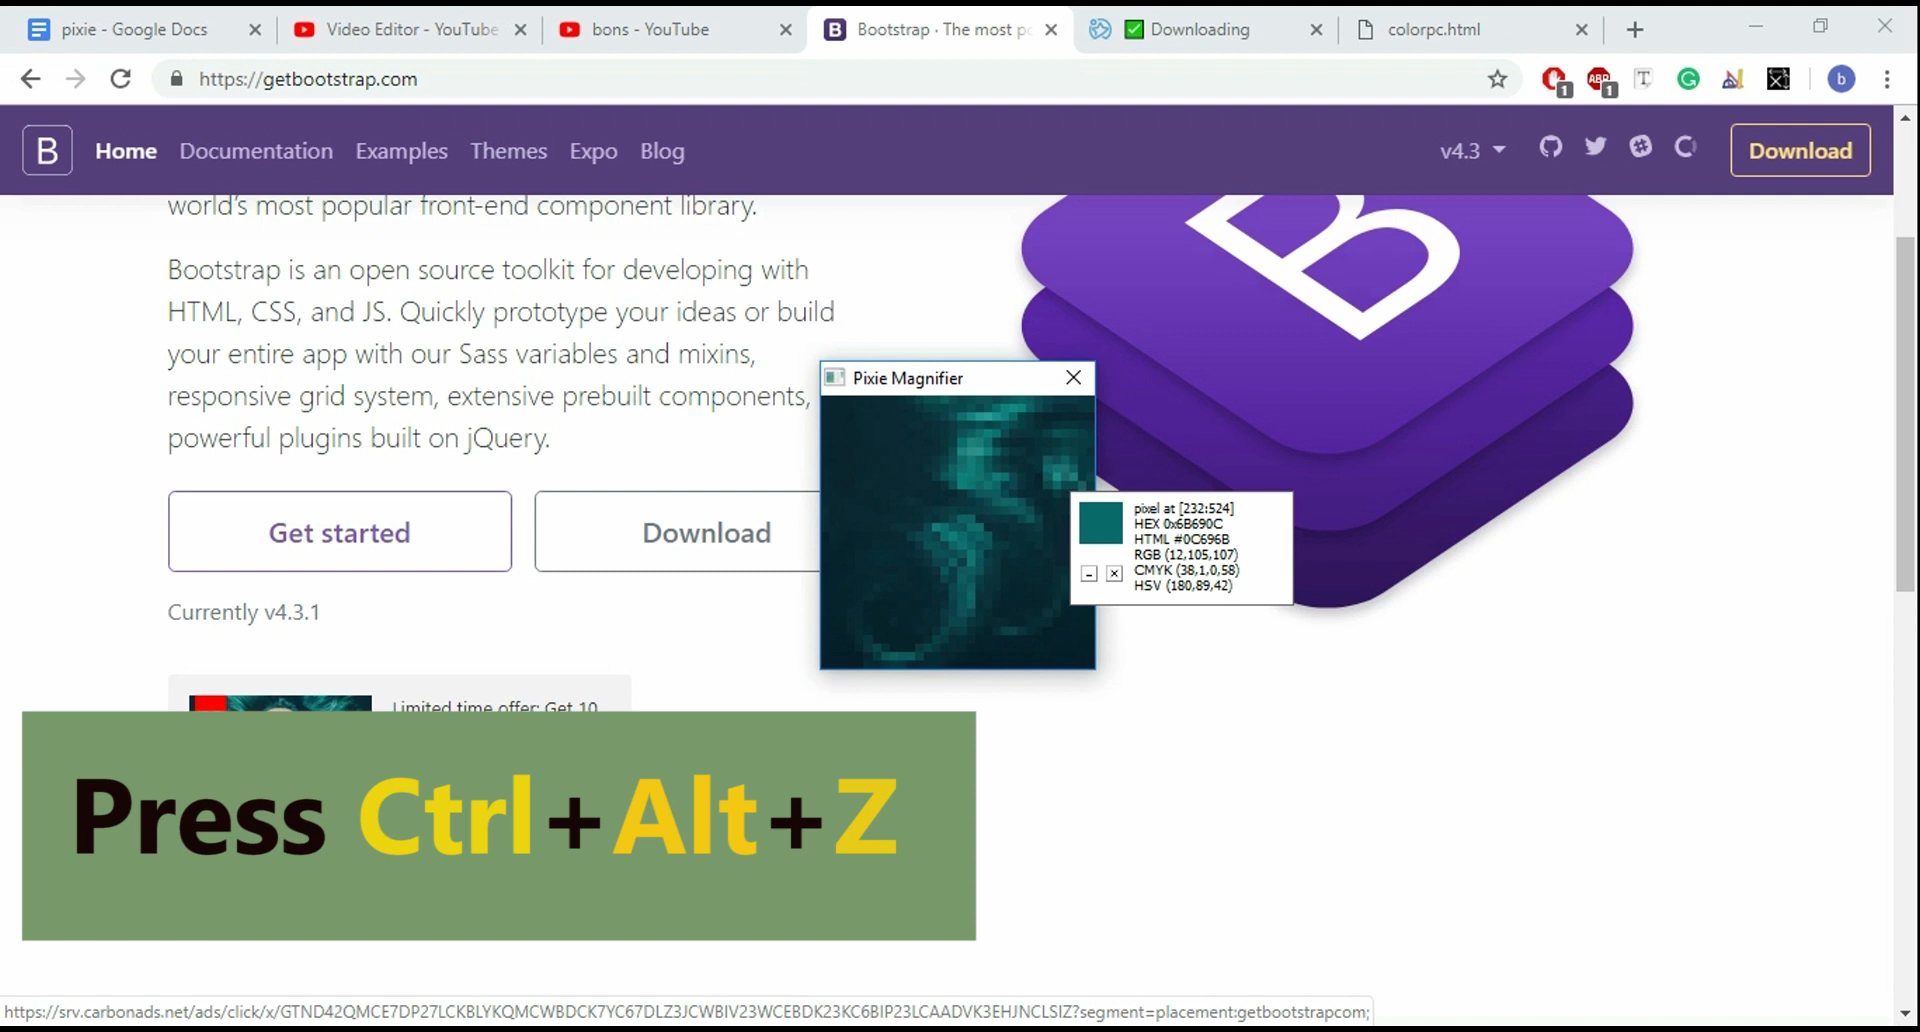 pixie - Google Docs
Video Editor - YouTube
bons - YouTube
Bootstrap · The most po
Downloading
colorpc.html
https://getbootstrap.com
1
ABP
1
T
G
b
B
Home
Documentation
Examples
Themes
Expo
Blog
v4.3
Download
world's most popular front-end component library.
Bootstrap is an open source toolkit for developing with
HTML, CSS, and JS. Quickly prototype your ideas or build
your entire app with our Sass variables and mixins,
responsive grid system, extensive prebuilt components,
powerful plugins built on jQuery.
B
Get started
Download
Currently v4.3.1
Pixie Magnifier
pixel at [232:524]
HEX 0x6B690C
HTML #0C696B
RGB (12,105,107)
CMYK (38,1,0,58)
HSV (180,89,42)
Limited time offer: Get 10
Press Ctrl+Alt+Z
https://srv.carbonads.net/ads/click/x/GTND42QMCE7DP27LCKBLYKQMCWBDCK7YC67DLZ3JCWBIV23WCEBDK23KC6BIP23LCAADVK3EHJNCLSIZ?segment=placement:getbootstrapcom;